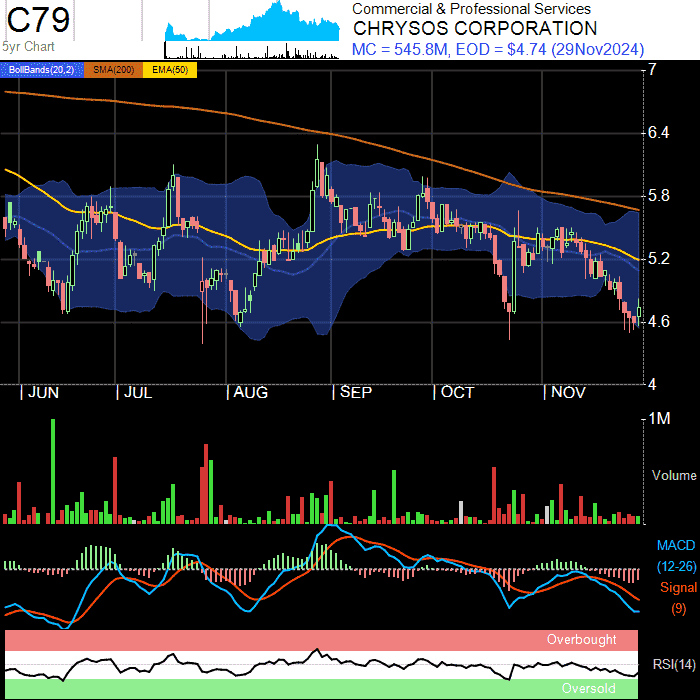 C79
Commercial & Professional Services
CHRYSOS CORPORATION
MC = 545.8M, EOD = $4.74 (29Nov2024)
5yr Chart
BollBands(20,2) SMA(200) EMA(50)
7
6.4
5.8
5.2
4.6
4
JUN JUL AUG SEP OCT NOV
1M
Volume
MACD
(12-26)
Signal
(9)
Overbought
RSI(14)
Oversold